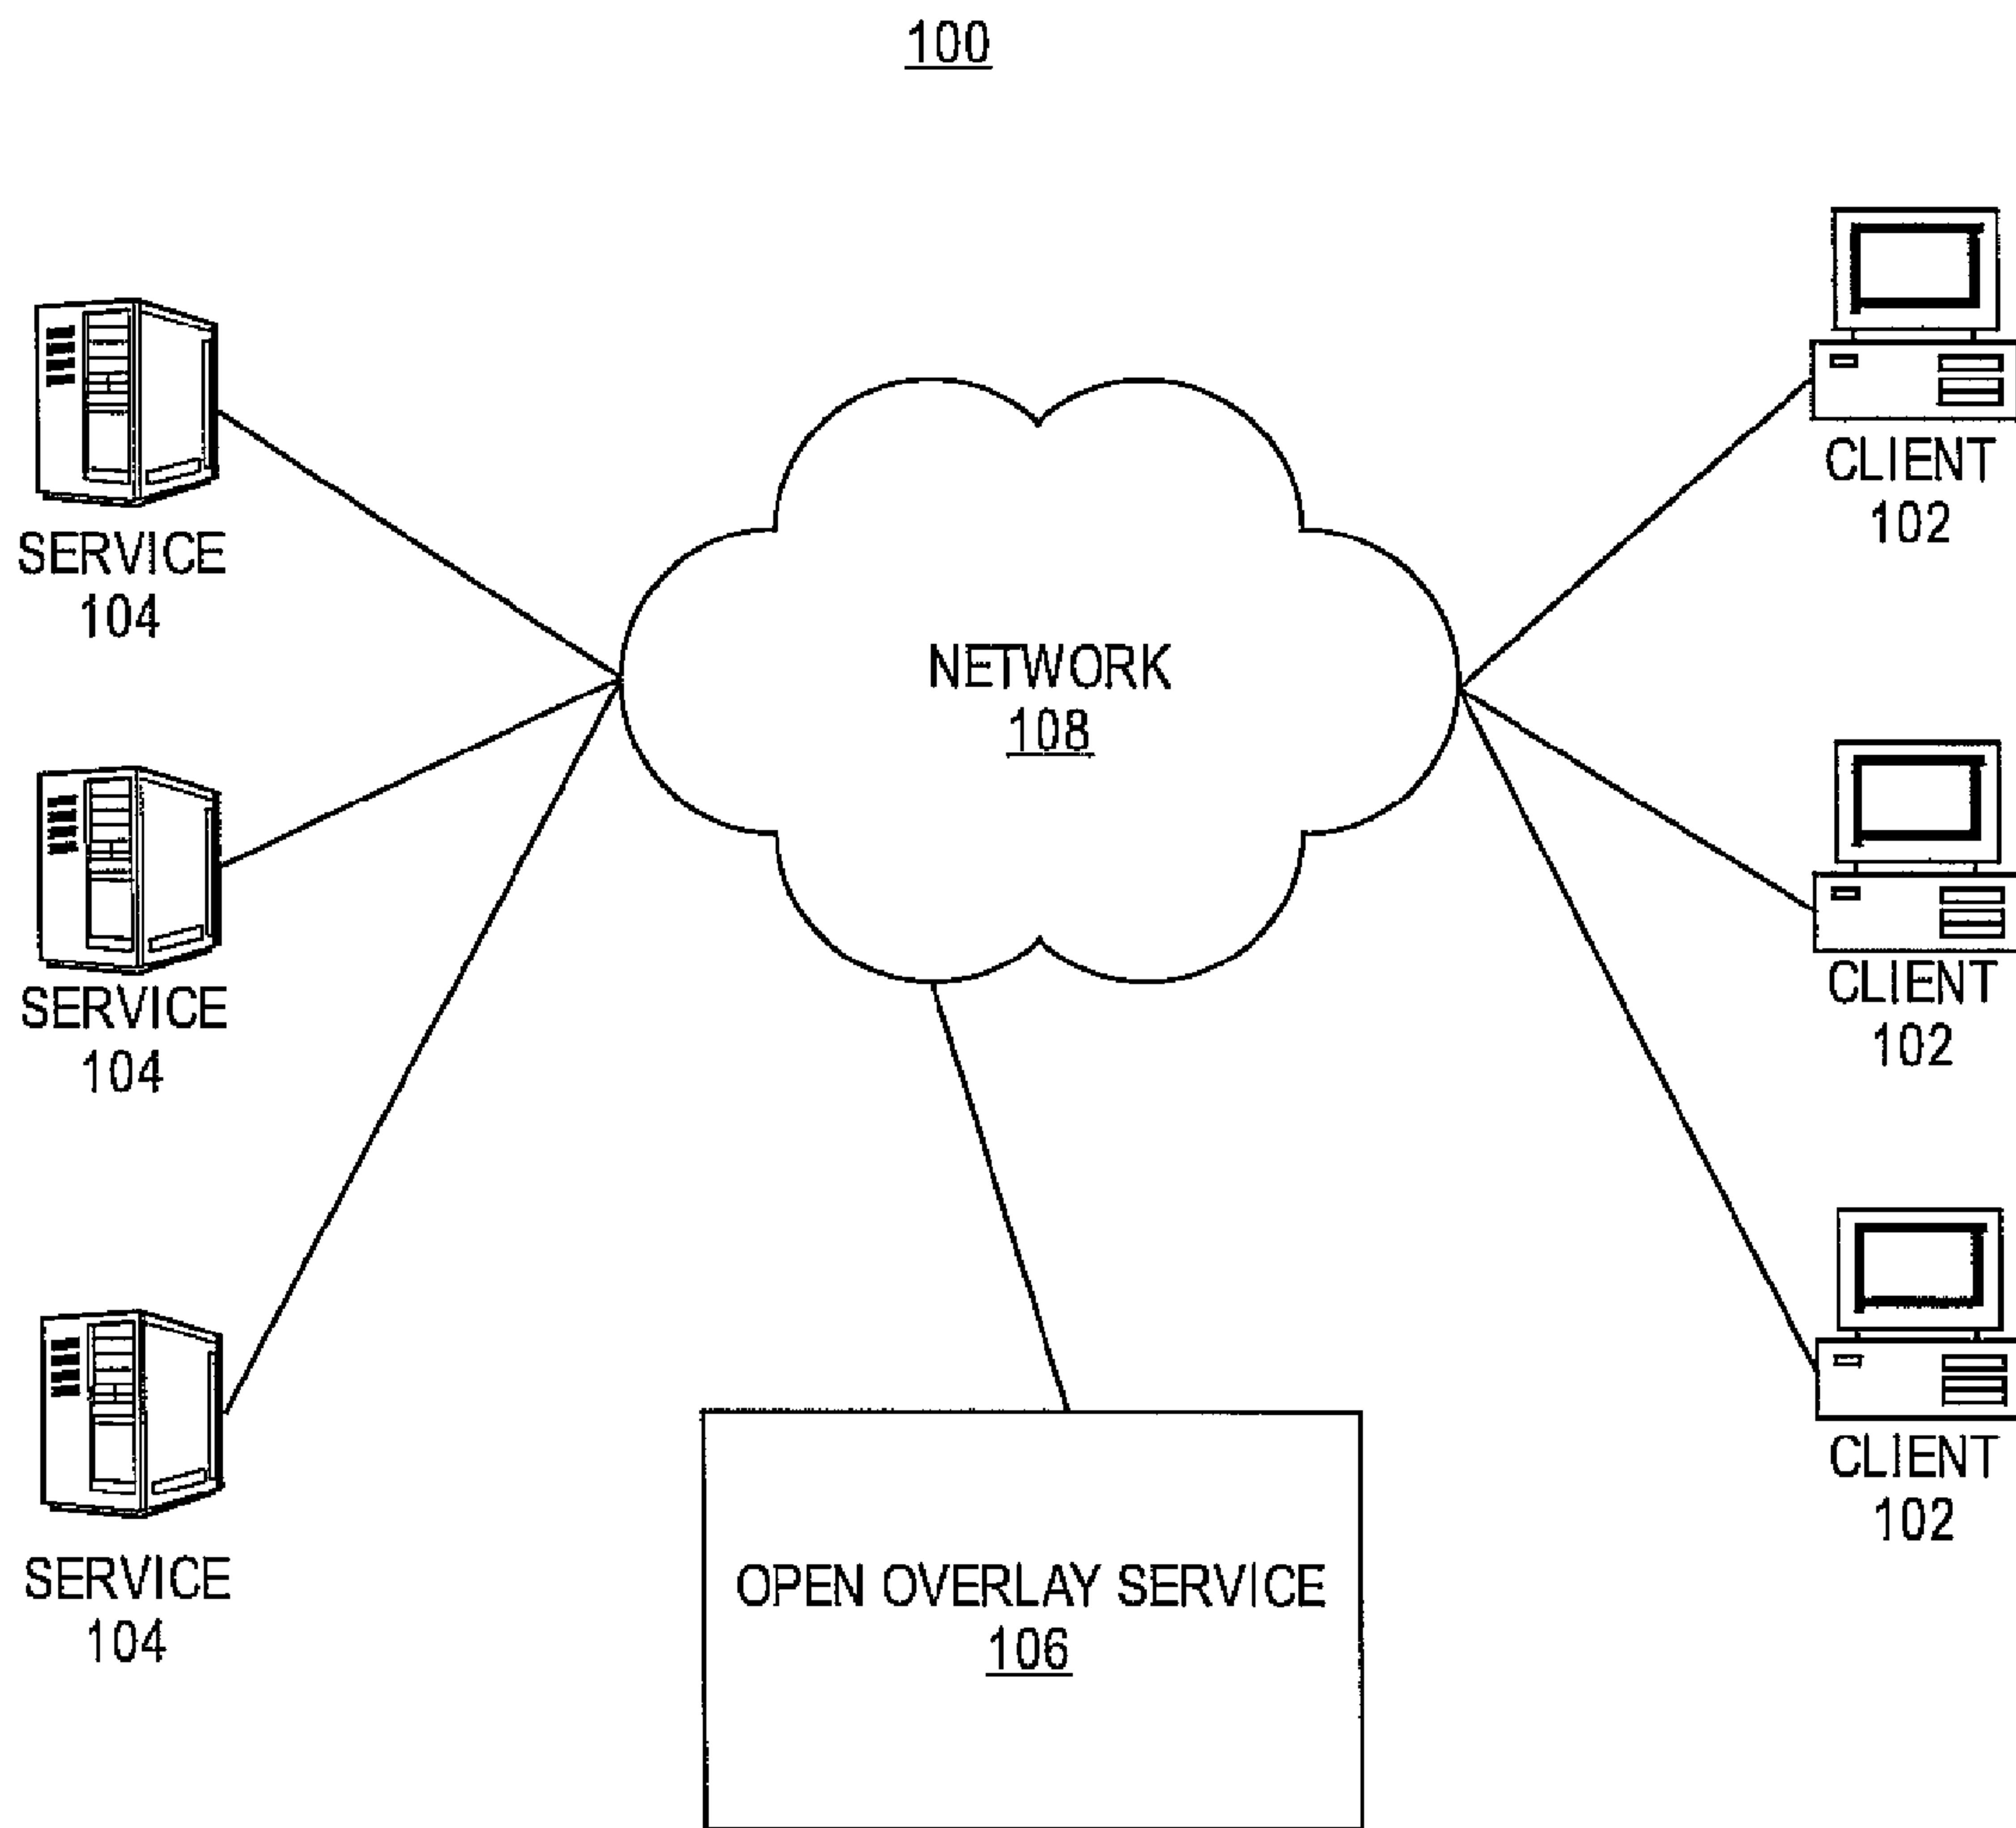 100
SERVICE
104
SERVICE
104
SERVICE
104
NETWORK
108
OPEN OVERLAY SERVICE
106
CLIENT
102
CLIENT
102
CLIENT
102